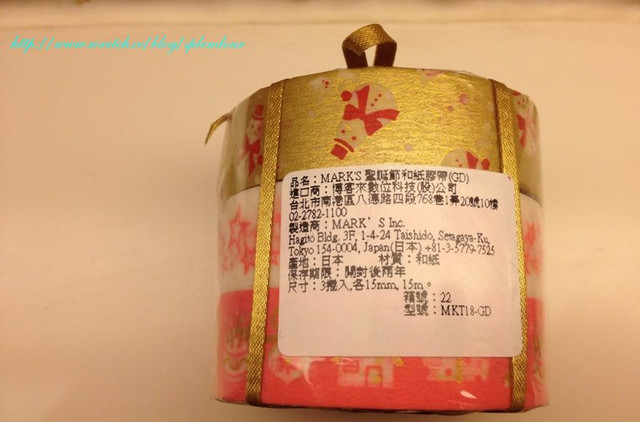 品名：MARK'S 聖誕節和紙膠帶(GD)
進口商：博客來數位科技(股)公司
台北市南港區八德路四段768巷1弄20號10樓
02-2782-1100
製造商：MARK'S Inc.
Hagito Bldg. 3F, 1-4-24 Taishido, Setagaya-Ku,
Tokyo 154-0004, Japan(日本) +81-3-5779-7525
產地：日本 材質：和紙
保存期限：開封後兩年
尺寸：3捲入,各15mm, 15m。
箱號：22
型號：MKT18-GD